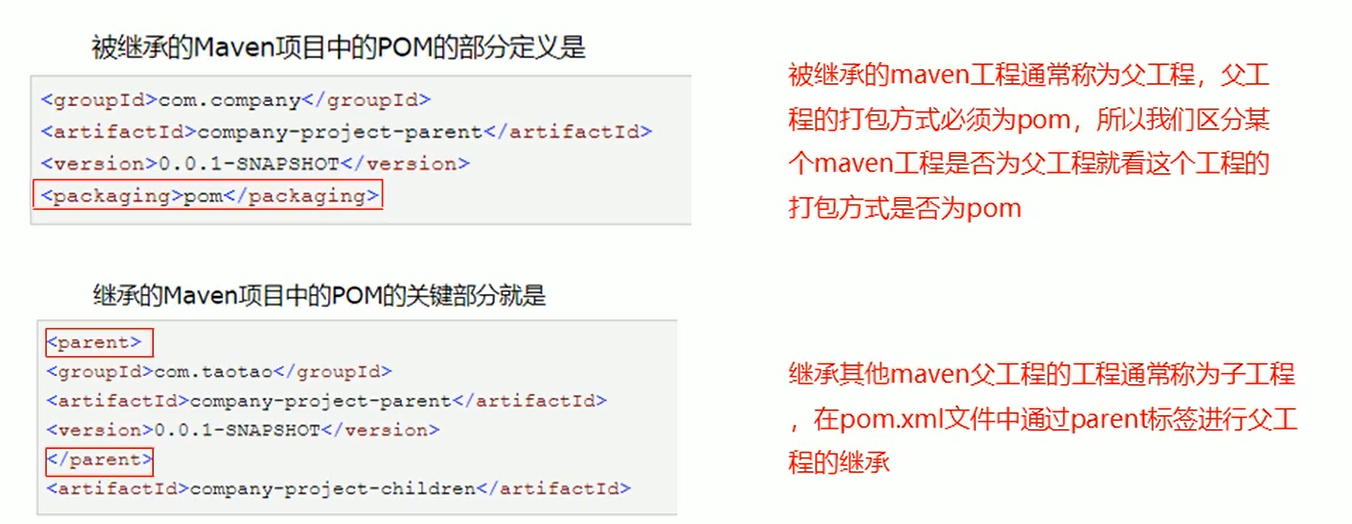 被继承的Maven项目中的POM的部分定义是
<groupId>com.company</groupId>
<artifactId>company-project-parent</artifactId>
<version>0.0.1-SNAPSHOT</version>
<packaging>pom</packaging>
被继承的maven工程通常称为父工程，父工
程的打包方式必须为pom，所以我们区分某
个maven工程是否为父工程就看这个工程的
打包方式是否为pom
继承的Maven项目中的POM的关键部分就是
<parent>
<groupId>com.taotao</groupId>
<artifactId>company-project-parent</artifactId>
<version>0.0.1-SNAPSHOT</version>
</parent>
<artifactId>company-project-children</artifactId>
继承其他maven父工程的工程通常称为子工程
，在pom.xml文件中通过parent标签进行父工
程的继承